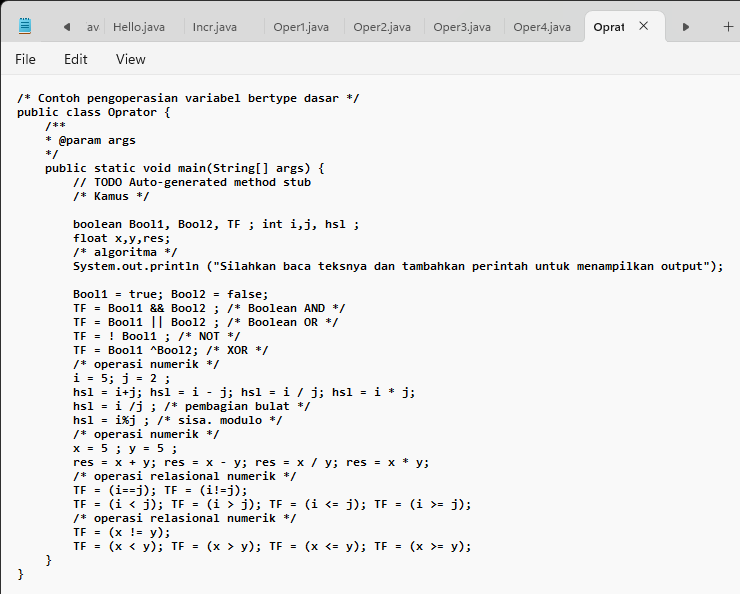 av Hello.java Incr.java Oper1.java Oper2.java Oper3.java Oper4.java Oprat
File Edit View
/* Contoh pengoperasian variabel bertype dasar */
public class Oprator {
    /**
    * @param args
    */
    public static void main(String[] args) {
        // TODO Auto-generated method stub
        /* Kamus */
        boolean Bool1, Bool2, TF ; int i,j, hsl ;
        float x,y,res;
        /* algoritma */
        System.out.println ("Silahkan baca teksnya dan tambahkan perintah untuk menampilkan output");
        Bool1 = true; Bool2 = false;
        TF = Bool1 && Bool2 ; /* Boolean AND */
        TF = Bool1 || Bool2 ; /* Boolean OR */
        TF = ! Bool1 ; /* NOT */
        TF = Bool1 ^Bool2; /* XOR */
        /* operasi numerik */
        i = 5; j = 2 ;
        hsl = i+j; hsl = i - j; hsl = i / j; hsl = i * j;
        hsl = i /j ; /* pembagian bulat */
        hsl = i%j ; /* sisa. modulo */
        /* operasi numerik */
        x = 5 ; y = 5 ;
        res = x + y; res = x - y; res = x / y; res = x * y;
        /* operasi relasional numerik */
        TF = (i==j); TF = (i!=j);
        TF = (i < j); TF = (i > j); TF = (i <= j); TF = (i >= j);
        /* operasi relasional numerik */
        TF = (x != y);
        TF = (x < y); TF = (x > y); TF = (x <= y); TF = (x >= y);
    }
}